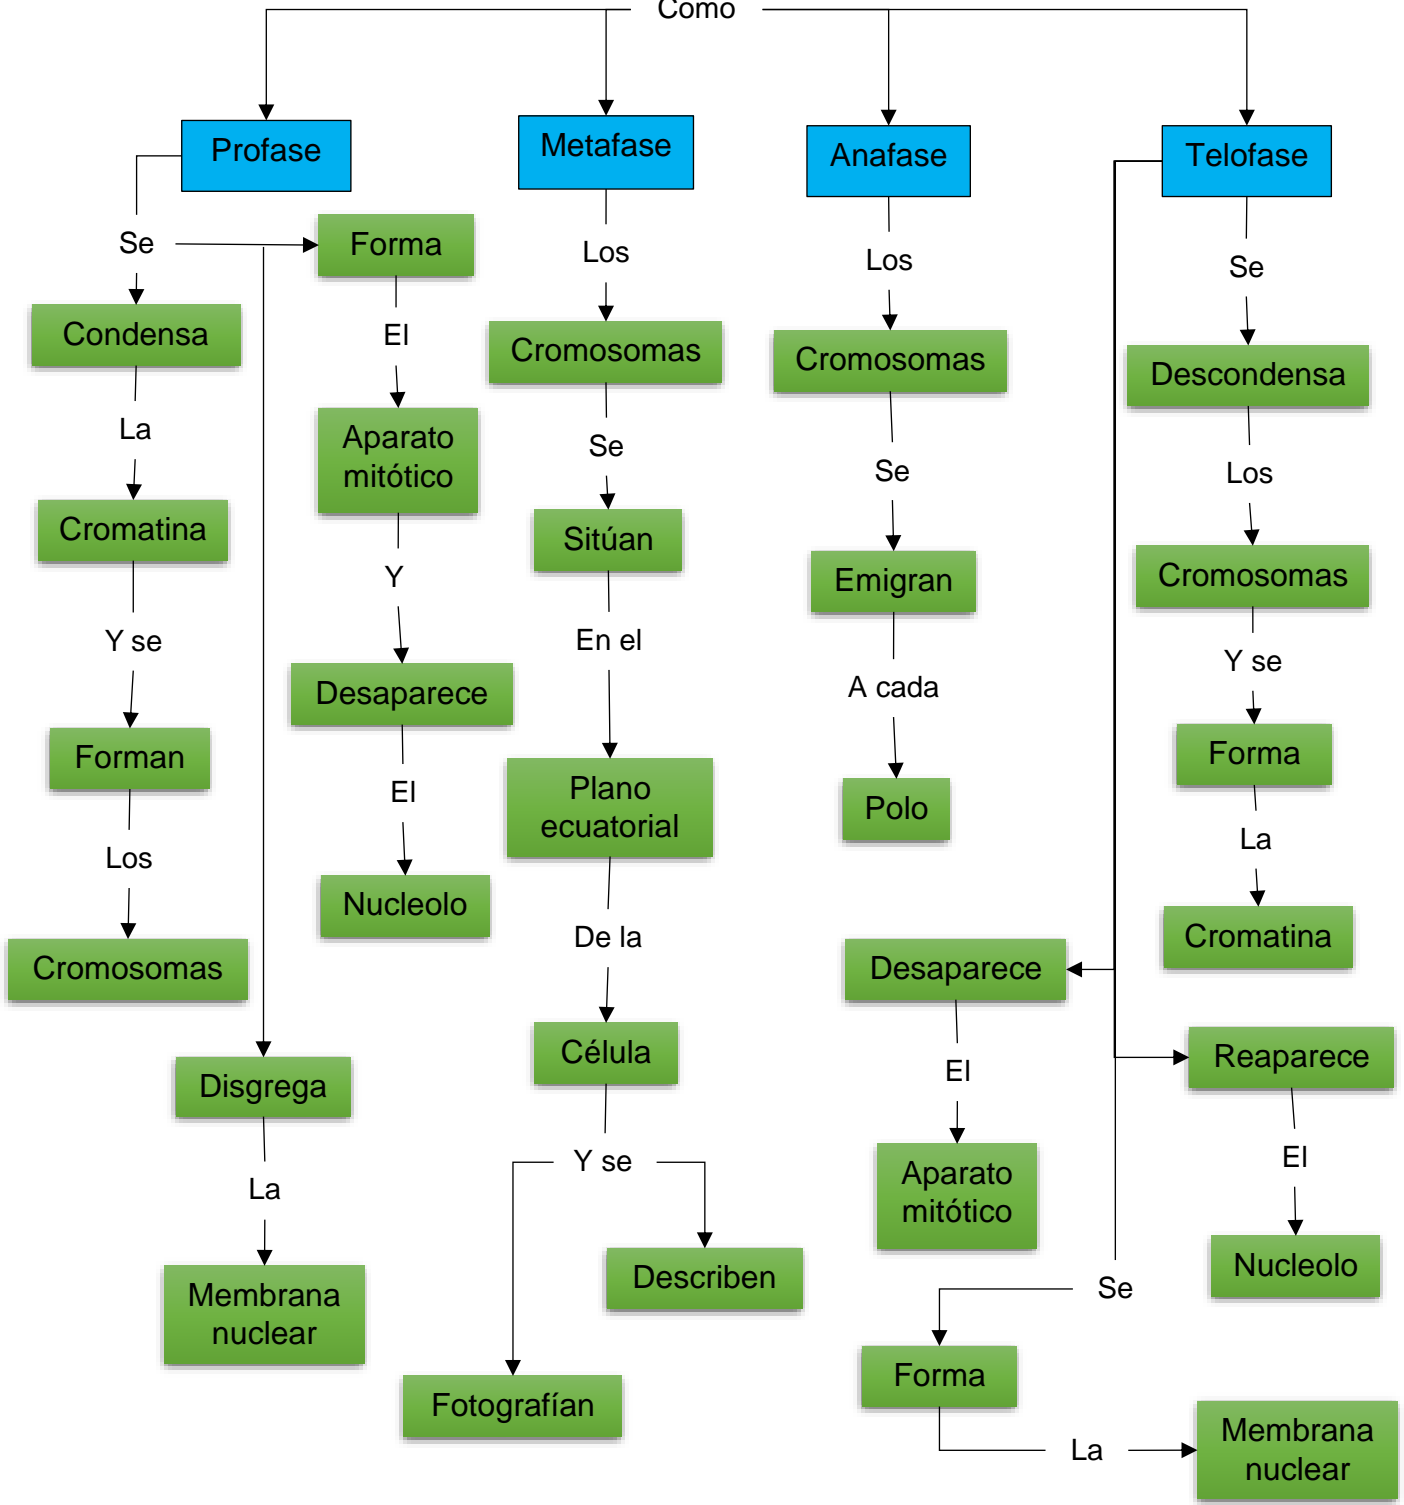 Como
Profase
Metafase
Anafase
Telofase
Se
Forma
Condensa
El
La
Aparato
mitótico
Cromatina
Y
Y se
Desaparece
Forman
El
Los
Nucleolo
Cromosomas
Disgrega
La
Membrana
nuclear
Los
Cromosomas
Se
Sitúan
En el
Plano
ecuatorial
De la
Célula
Y se
Describen
Fotografían
Los
Cromosomas
Se
Emigran
A cada
Polo
Se
Descondensa
Los
Cromosomas
Y se
Forma
La
Cromatina
Desaparece
El
Aparato
mitótico
Reaparece
El
Nucleolo
Se
Forma
La
Membrana
nuclear